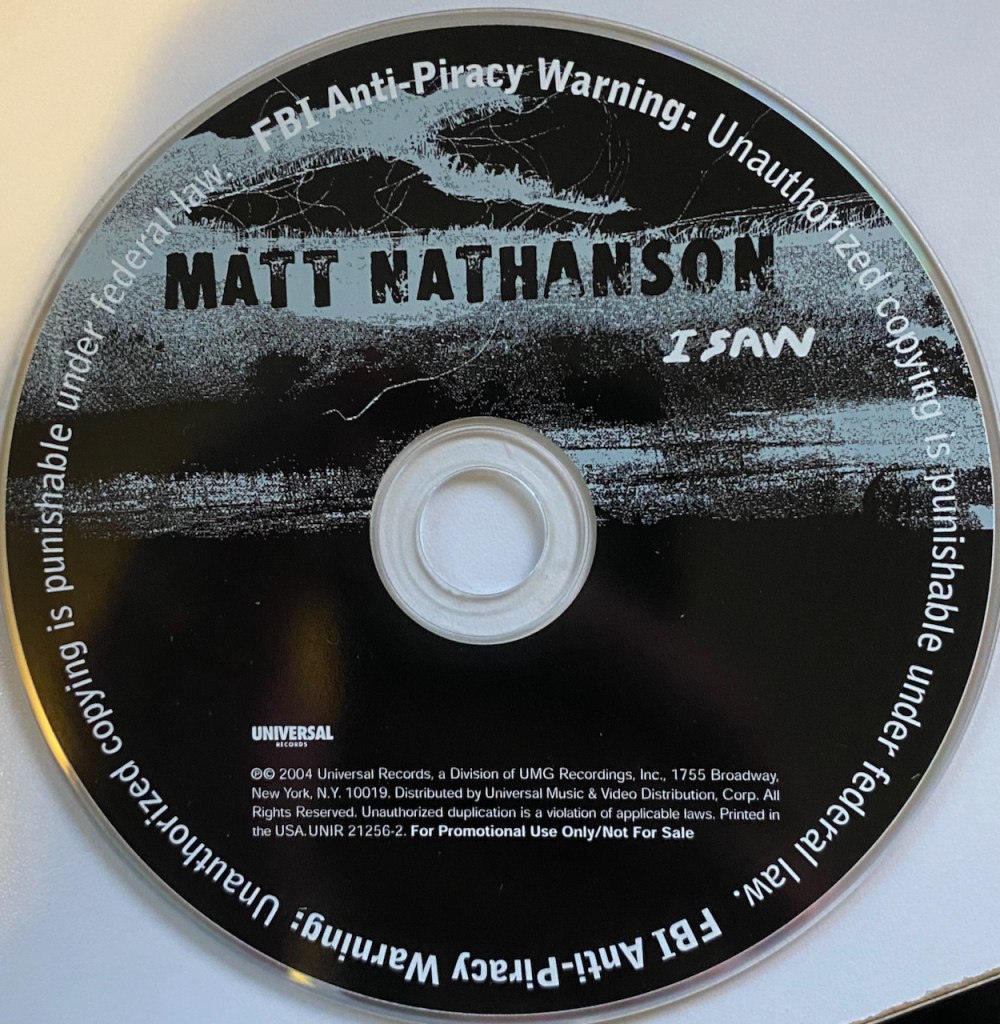 FBI Anti-Piracy Warning: Unauthorized copying is punishable under federal law.
FBI Anti-Piracy Warning: Unauthorized copying is punishable under federal law.
MATT NATHANSON
I SAW
UNIVERSAL
RECORDS
℗© 2004 Universal Records, a Division of UMG Recordings, Inc., 1755 Broadway,
New York, N.Y. 10019. Distributed by Universal Music & Video Distribution, Corp. All
Rights Reserved. Unauthorized duplication is a violation of applicable laws. Printed in
the USA. UNIR 21256-2. For Promotional Use Only/Not For Sale